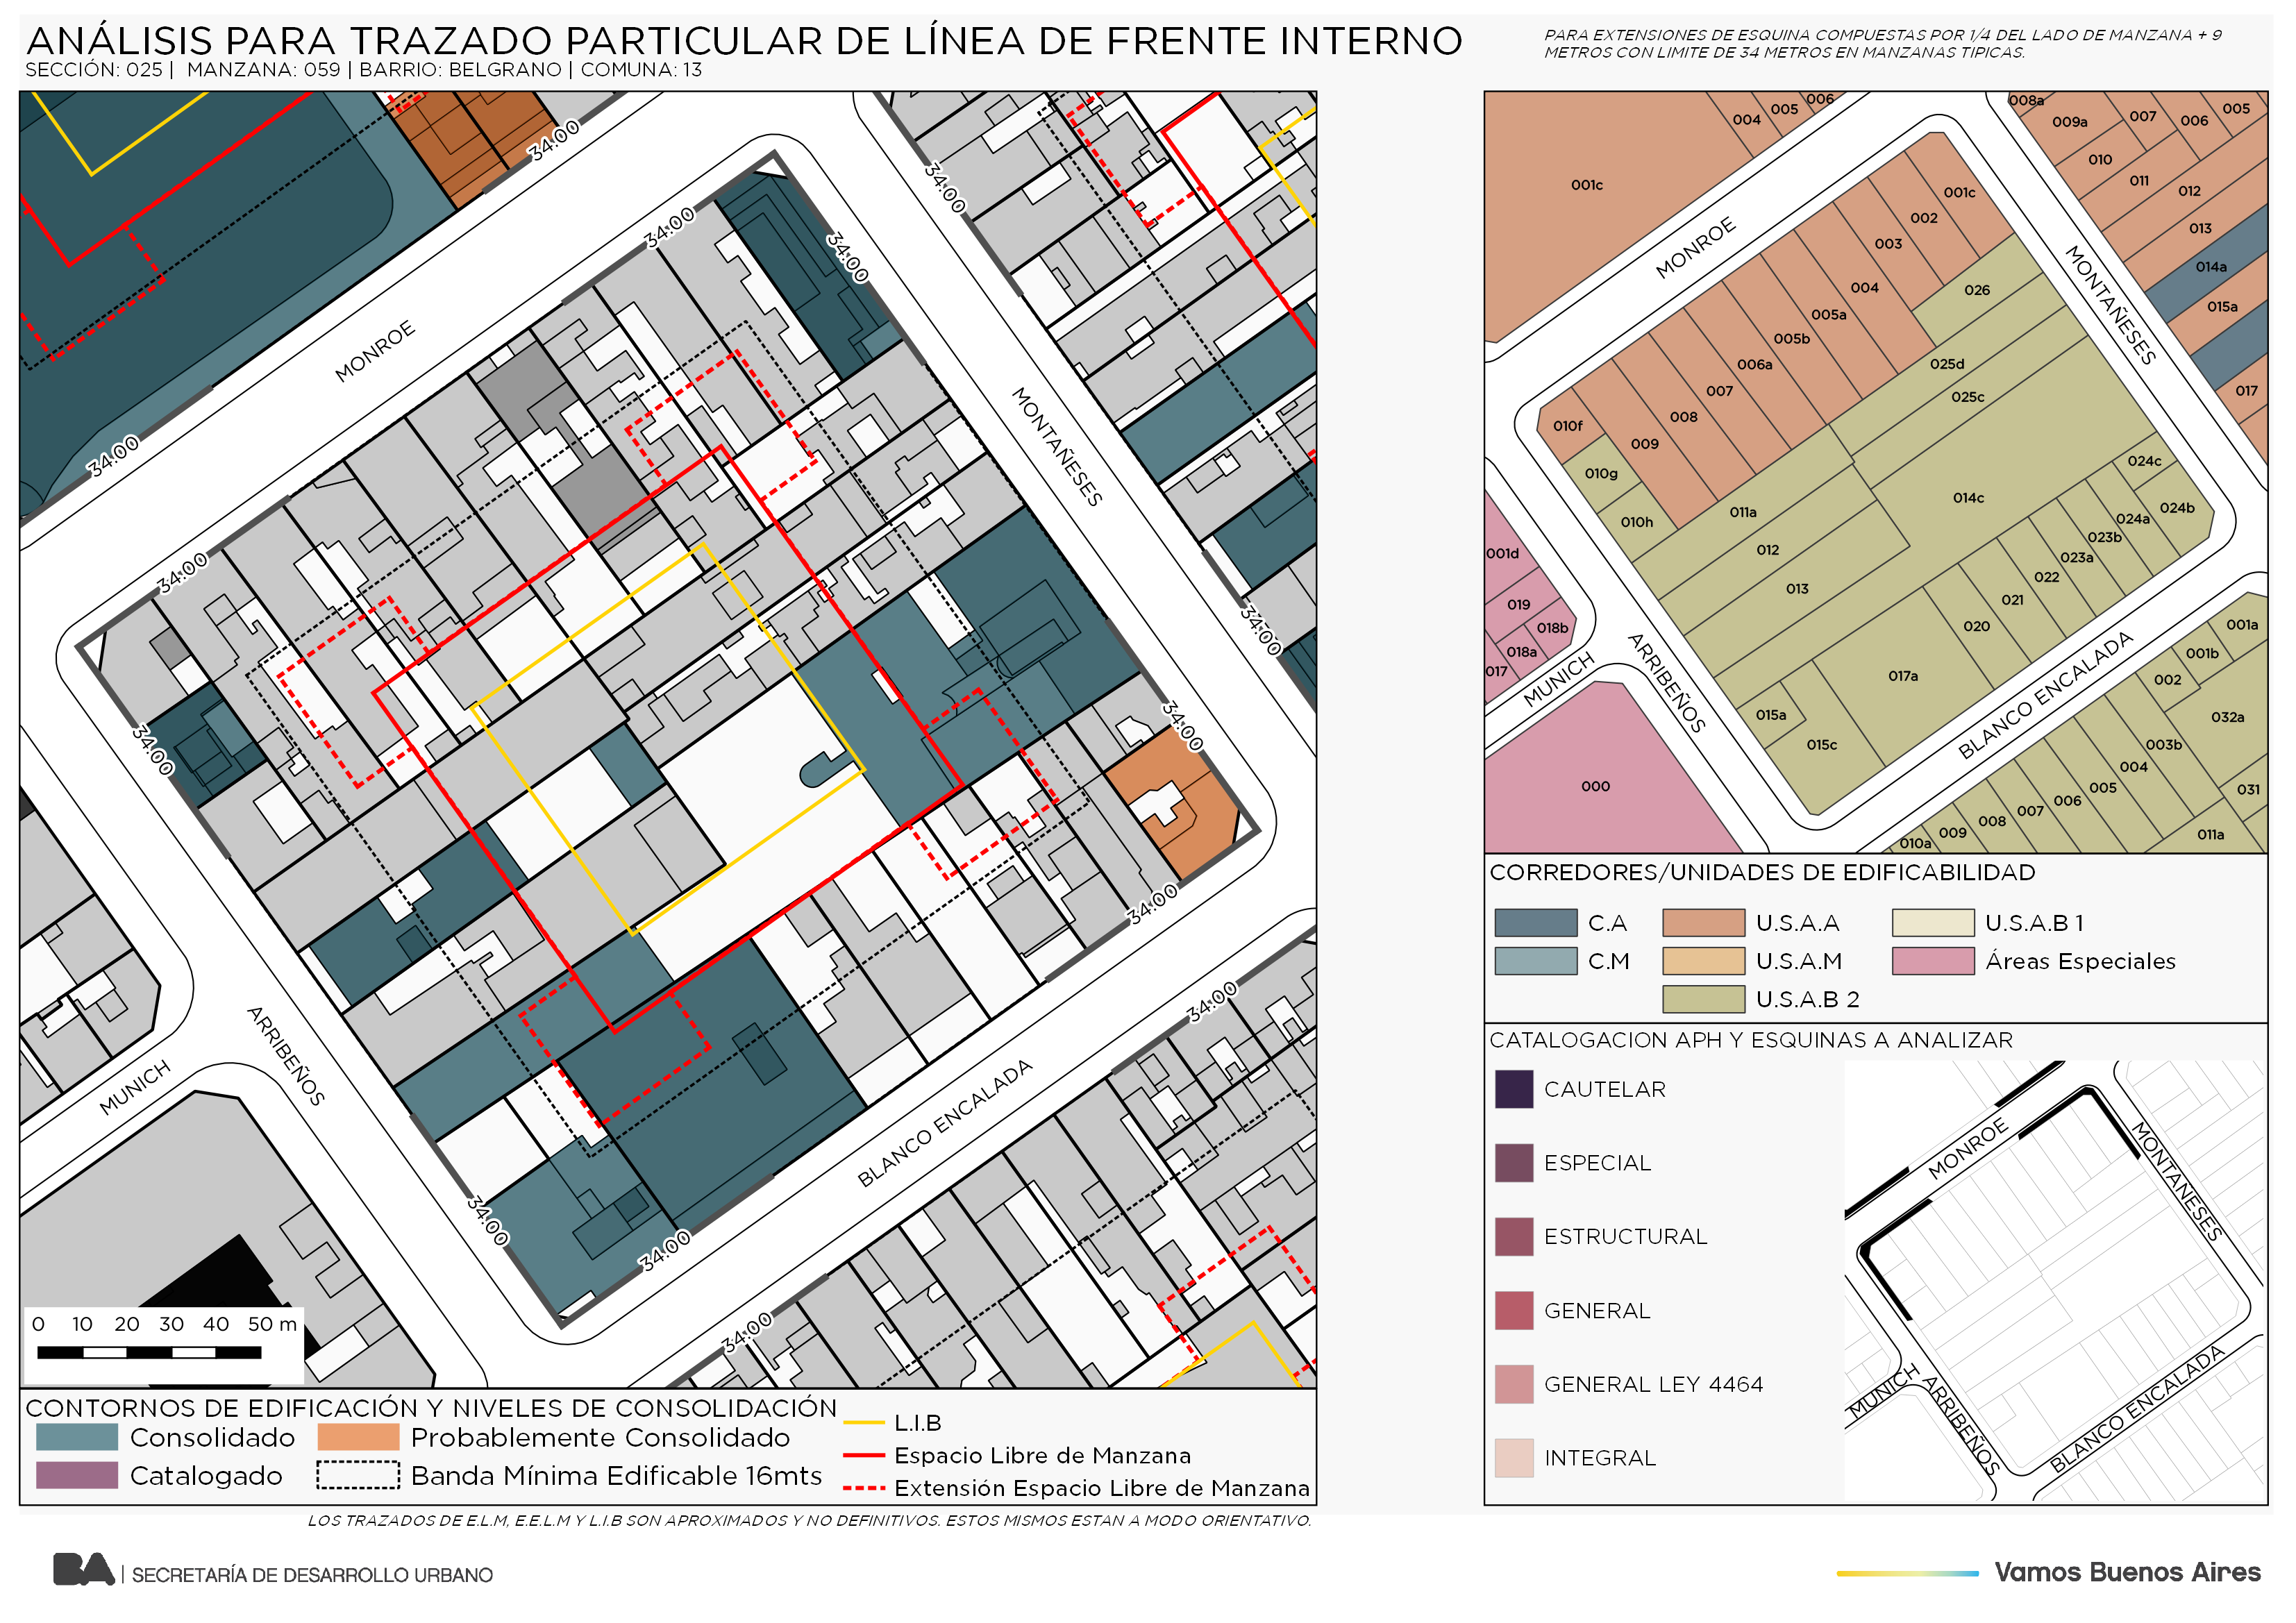 ANÁLISIS PARA TRAZADO PARTICULAR DE LÍNEA DE FRENTE INTERNO
SECCIÓN: 025 | MANZANA: 059 | BARRIO: BELGRANO | COMUNA: 13
PARA EXTENSIONES DE ESQUINA COMPUESTAS POR 1/4 DEL LADO DE MANZANA + 9
METROS CON LIMITE DE 34 METROS EN MANZANAS TIPICAS.
34.00
34.00
34.00
34.00
34.00
34.00
34.00
34.00
34.00
34.00
34.00
34.00
34.00
34.00
MONROE
MONTAÑESES
ARRIBEÑOS
MUNICH
BLANCO ENCALADA
0 10 20 30 40 50 m
CONTORNOS DE EDIFICACIÓN Y NIVELES DE CONSOLIDACIÓN
Consolidado
Probablemente Consolidado
Catalogado
Banda Mínima Edificable 16mts
L.I.B
Espacio Libre de Manzana
Extensión Espacio Libre de Manzana
LOS TRAZADOS DE E.L.M, E.E.L.M Y L.I.B SON APROXIMADOS Y NO DEFINITIVOS. ESTOS MISMOS ESTAN A MODO ORIENTATIVO.
001c
004
005
006
008a
009a
007
006
005
010
011
012
013
014a
015a
017
MONROE
MONTAÑESES
001c
002
003
004
005a
005b
006a
007
008
009
010f
010g
010h
026
025d
025c
011a
012
013
014c
024c
024b
024a
023b
023a
022
021
020
017a
015a
015c
001d
019
018b
018a
017
MUNICH
ARRIBEÑOS
BLANCO ENCALADA
000
001a
001b
002
032a
003b
004
031
005
006
007
008
009
010a
011a
CORREDORES/UNIDADES DE EDIFICABILIDAD
C.A
U.S.A.A
U.S.A.B 1
C.M
U.S.A.M
Áreas Especiales
U.S.A.B 2
CATALOGACION APH Y ESQUINAS A ANALIZAR
CAUTELAR
ESPECIAL
ESTRUCTURAL
GENERAL
GENERAL LEY 4464
INTEGRAL
MONROE
MONTAÑESES
MUNICH
ARRIBEÑOS
BLANCO ENCALADA
BA | SECRETARÍA DE DESARROLLO URBANO
Vamos Buenos Aires